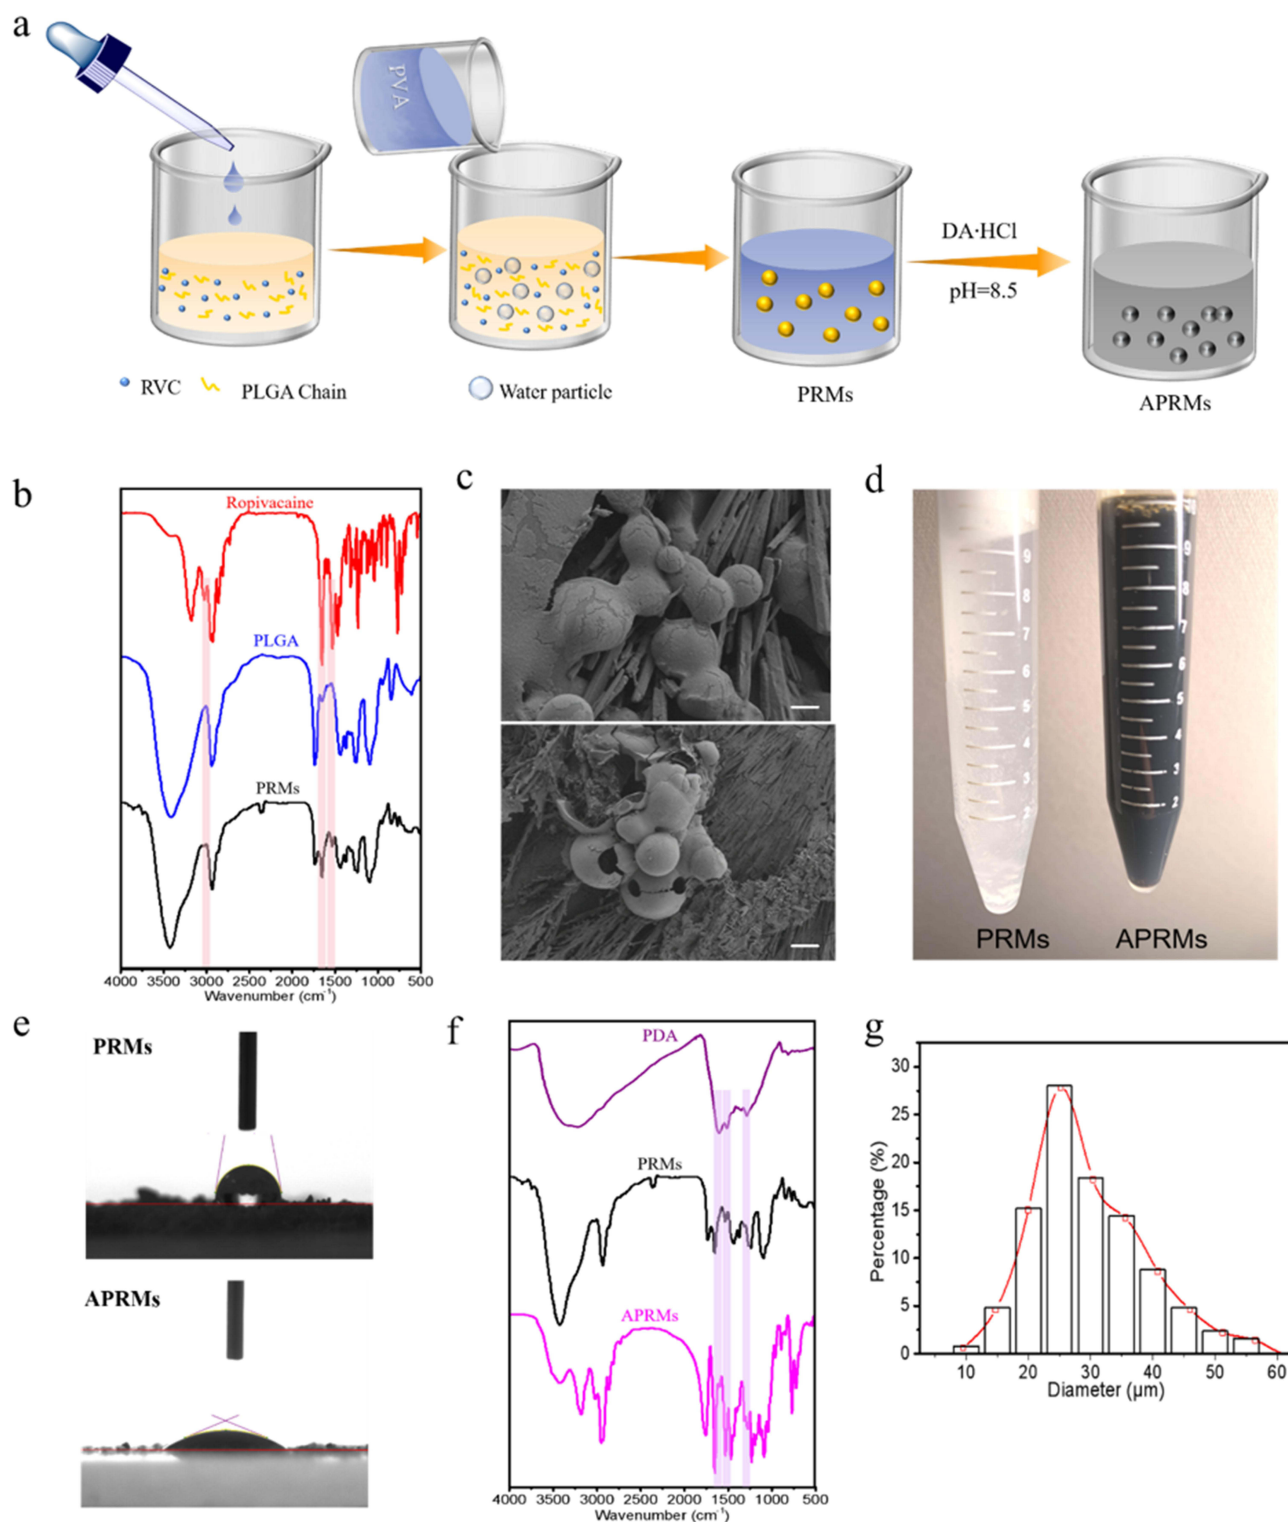 a
PVA
DA·HCl
pH=8.5
RVC
PLGA Chain
Water particle
PRMs
APRMs
b
Ropivacaine
PLGA
PRMs
4000 3500 3000 2500 2000 1500 1000 500
Wavenumber (cm⁻¹)
c
d
9
8
7
6
5
4
3
2
9
8
7
6
5
4
3
2
PRMs
APRMs
e
PRMs
APRMs
f
PDA
PRMs
APRMs
4000 3500 3000 2500 2000 1500 1000 500
Wavenumber (cm⁻¹)
g
Percentage (%)
30
25
20
15
10
5
0
10 20 30 40 50 60
Diameter (µm)